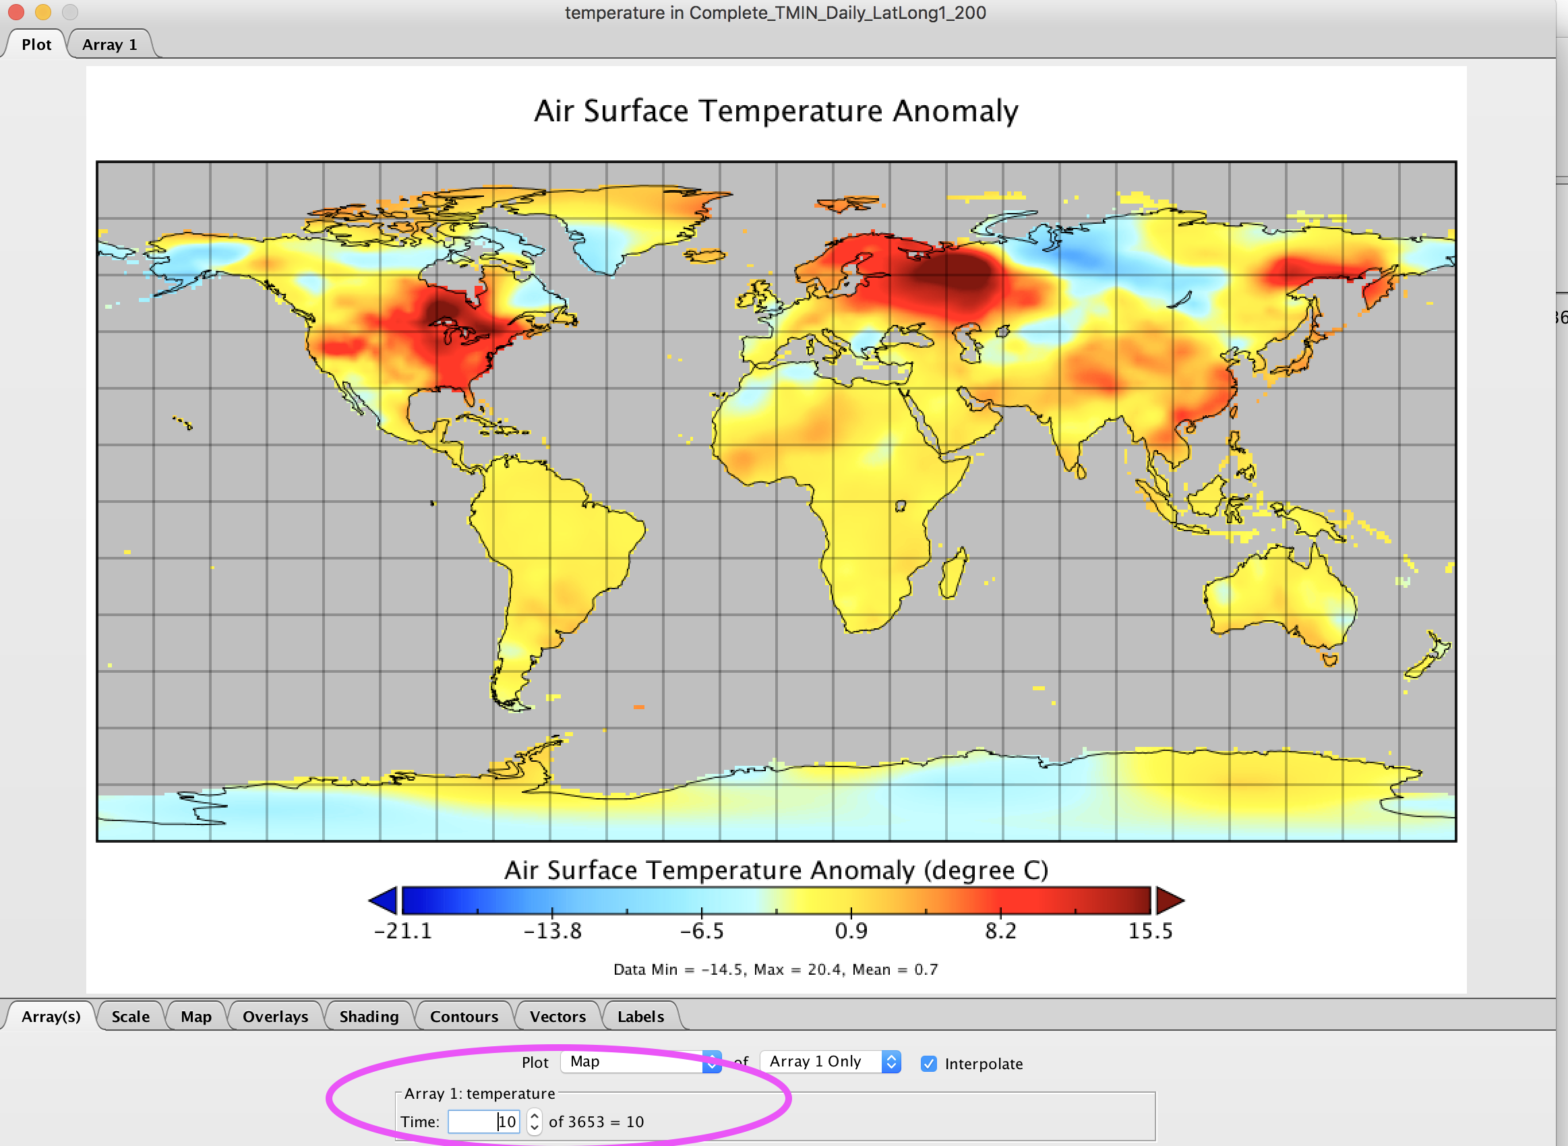 temperature in Complete_TMIN_Daily_LatLong1_200
Plot Array 1
Air Surface Temperature Anomaly
Air Surface Temperature Anomaly (degree C)
−21.1 −13.8 −6.5 0.9 8.2 15.5
Data Min = −14.5, Max = 20.4, Mean = 0.7
Array(s) Scale Map Overlays Shading Contours Vectors Labels
Plot Map of Array 1 Only Interpolate
Array 1: temperature
Time: 10 of 3653 = 10